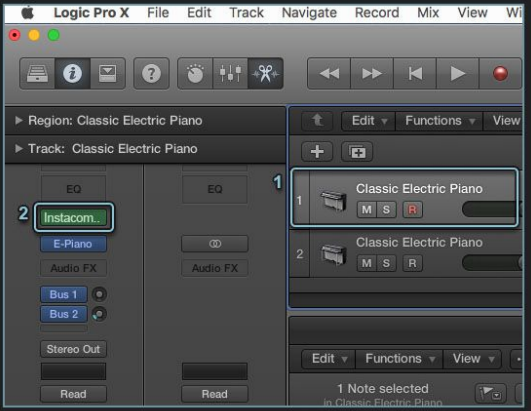 Logic Pro X File Edit Track Navigate Record Mix View
Region: Classic Electric Piano
Track: Classic Electric Piano
Edit Functions View
1
1 Classic Electric Piano
M S R
2 Classic Electric Piano
M S R
EQ EQ
2 Instacom..
E-Piano
Audio FX Audio FX
Bus 1
Bus 2
Stereo Out
Read Read
Edit Functions View
1 Note selected
in Classic Electric Piano